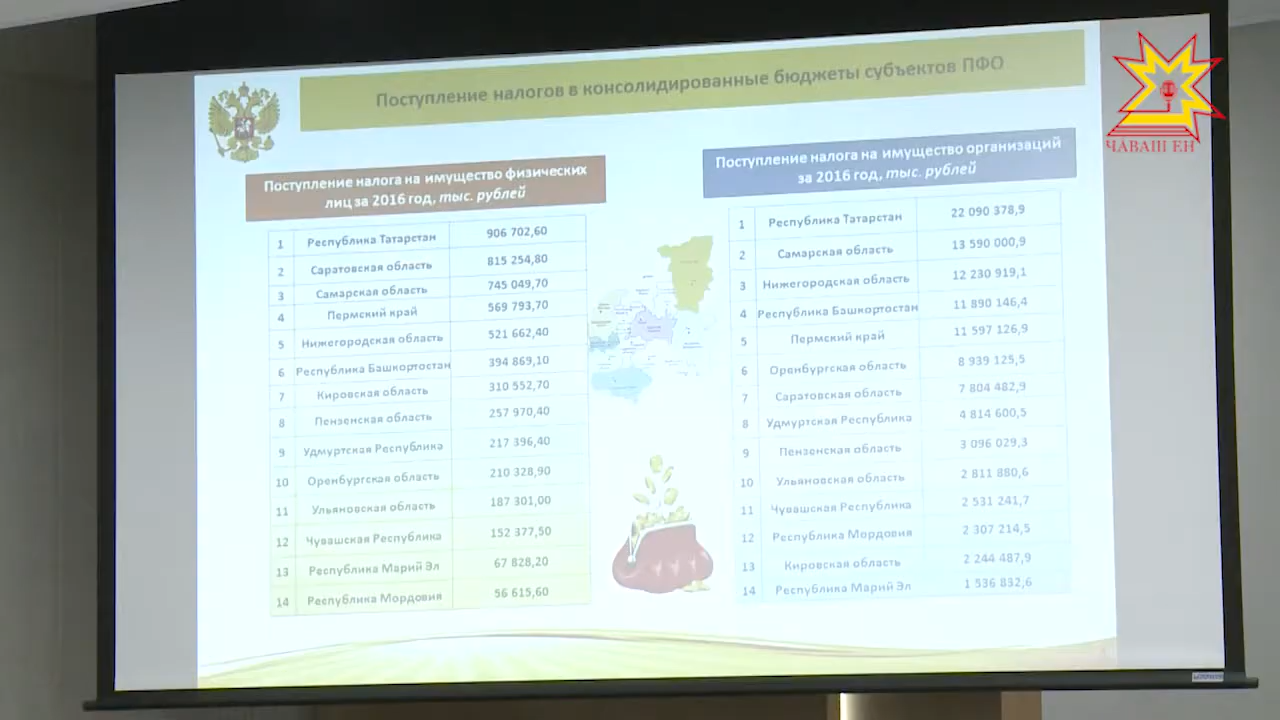 Поступление налогов в консолидированные бюджеты субъектов ПФО
ЧӐВАШ ЕН
Поступление налога на имущество физических
лиц за 2016 год, тыс. рублей
1 Республика Татарстан 906 702,60
2 Саратовская область 815 254,80
3 Самарская область 745 049,70
4 Пермский край 569 793,70
5 Нижегородская область 521 662,40
6 Республика Башкортостан 394 869,10
7 Кировская область 310 552,70
8 Пензенская область 257 970,40
9 Удмуртская Республика 217 396,40
10 Оренбургская область 210 328,90
11 Ульяновская область 187 301,00
12 Чувашская Республика 152 377,50
13 Республика Марий Эл 67 828,20
14 Республика Мордовия 56 615,60
Поступление налога на имущество организаций
за 2016 год, тыс. рублей
1 Республика Татарстан 22 090 378,9
2 Самарская область 13 590 000,9
3 Нижегородская область 12 230 919,1
4 Республика Башкортостан 11 890 146,4
5 Пермский край 11 597 126,9
6 Оренбургская область 8 939 125,5
7 Саратовская область 7 804 482,9
8 Удмуртская Республика 4 814 600,5
9 Пензенская область 3 096 029,3
10 Ульяновская область 2 811 880,6
11 Чувашская Республика 2 531 241,7
12 Республика Мордовия 2 307 214,5
13 Кировская область 2 244 487,9
14 Республика Марий Эл 1 536 832,6